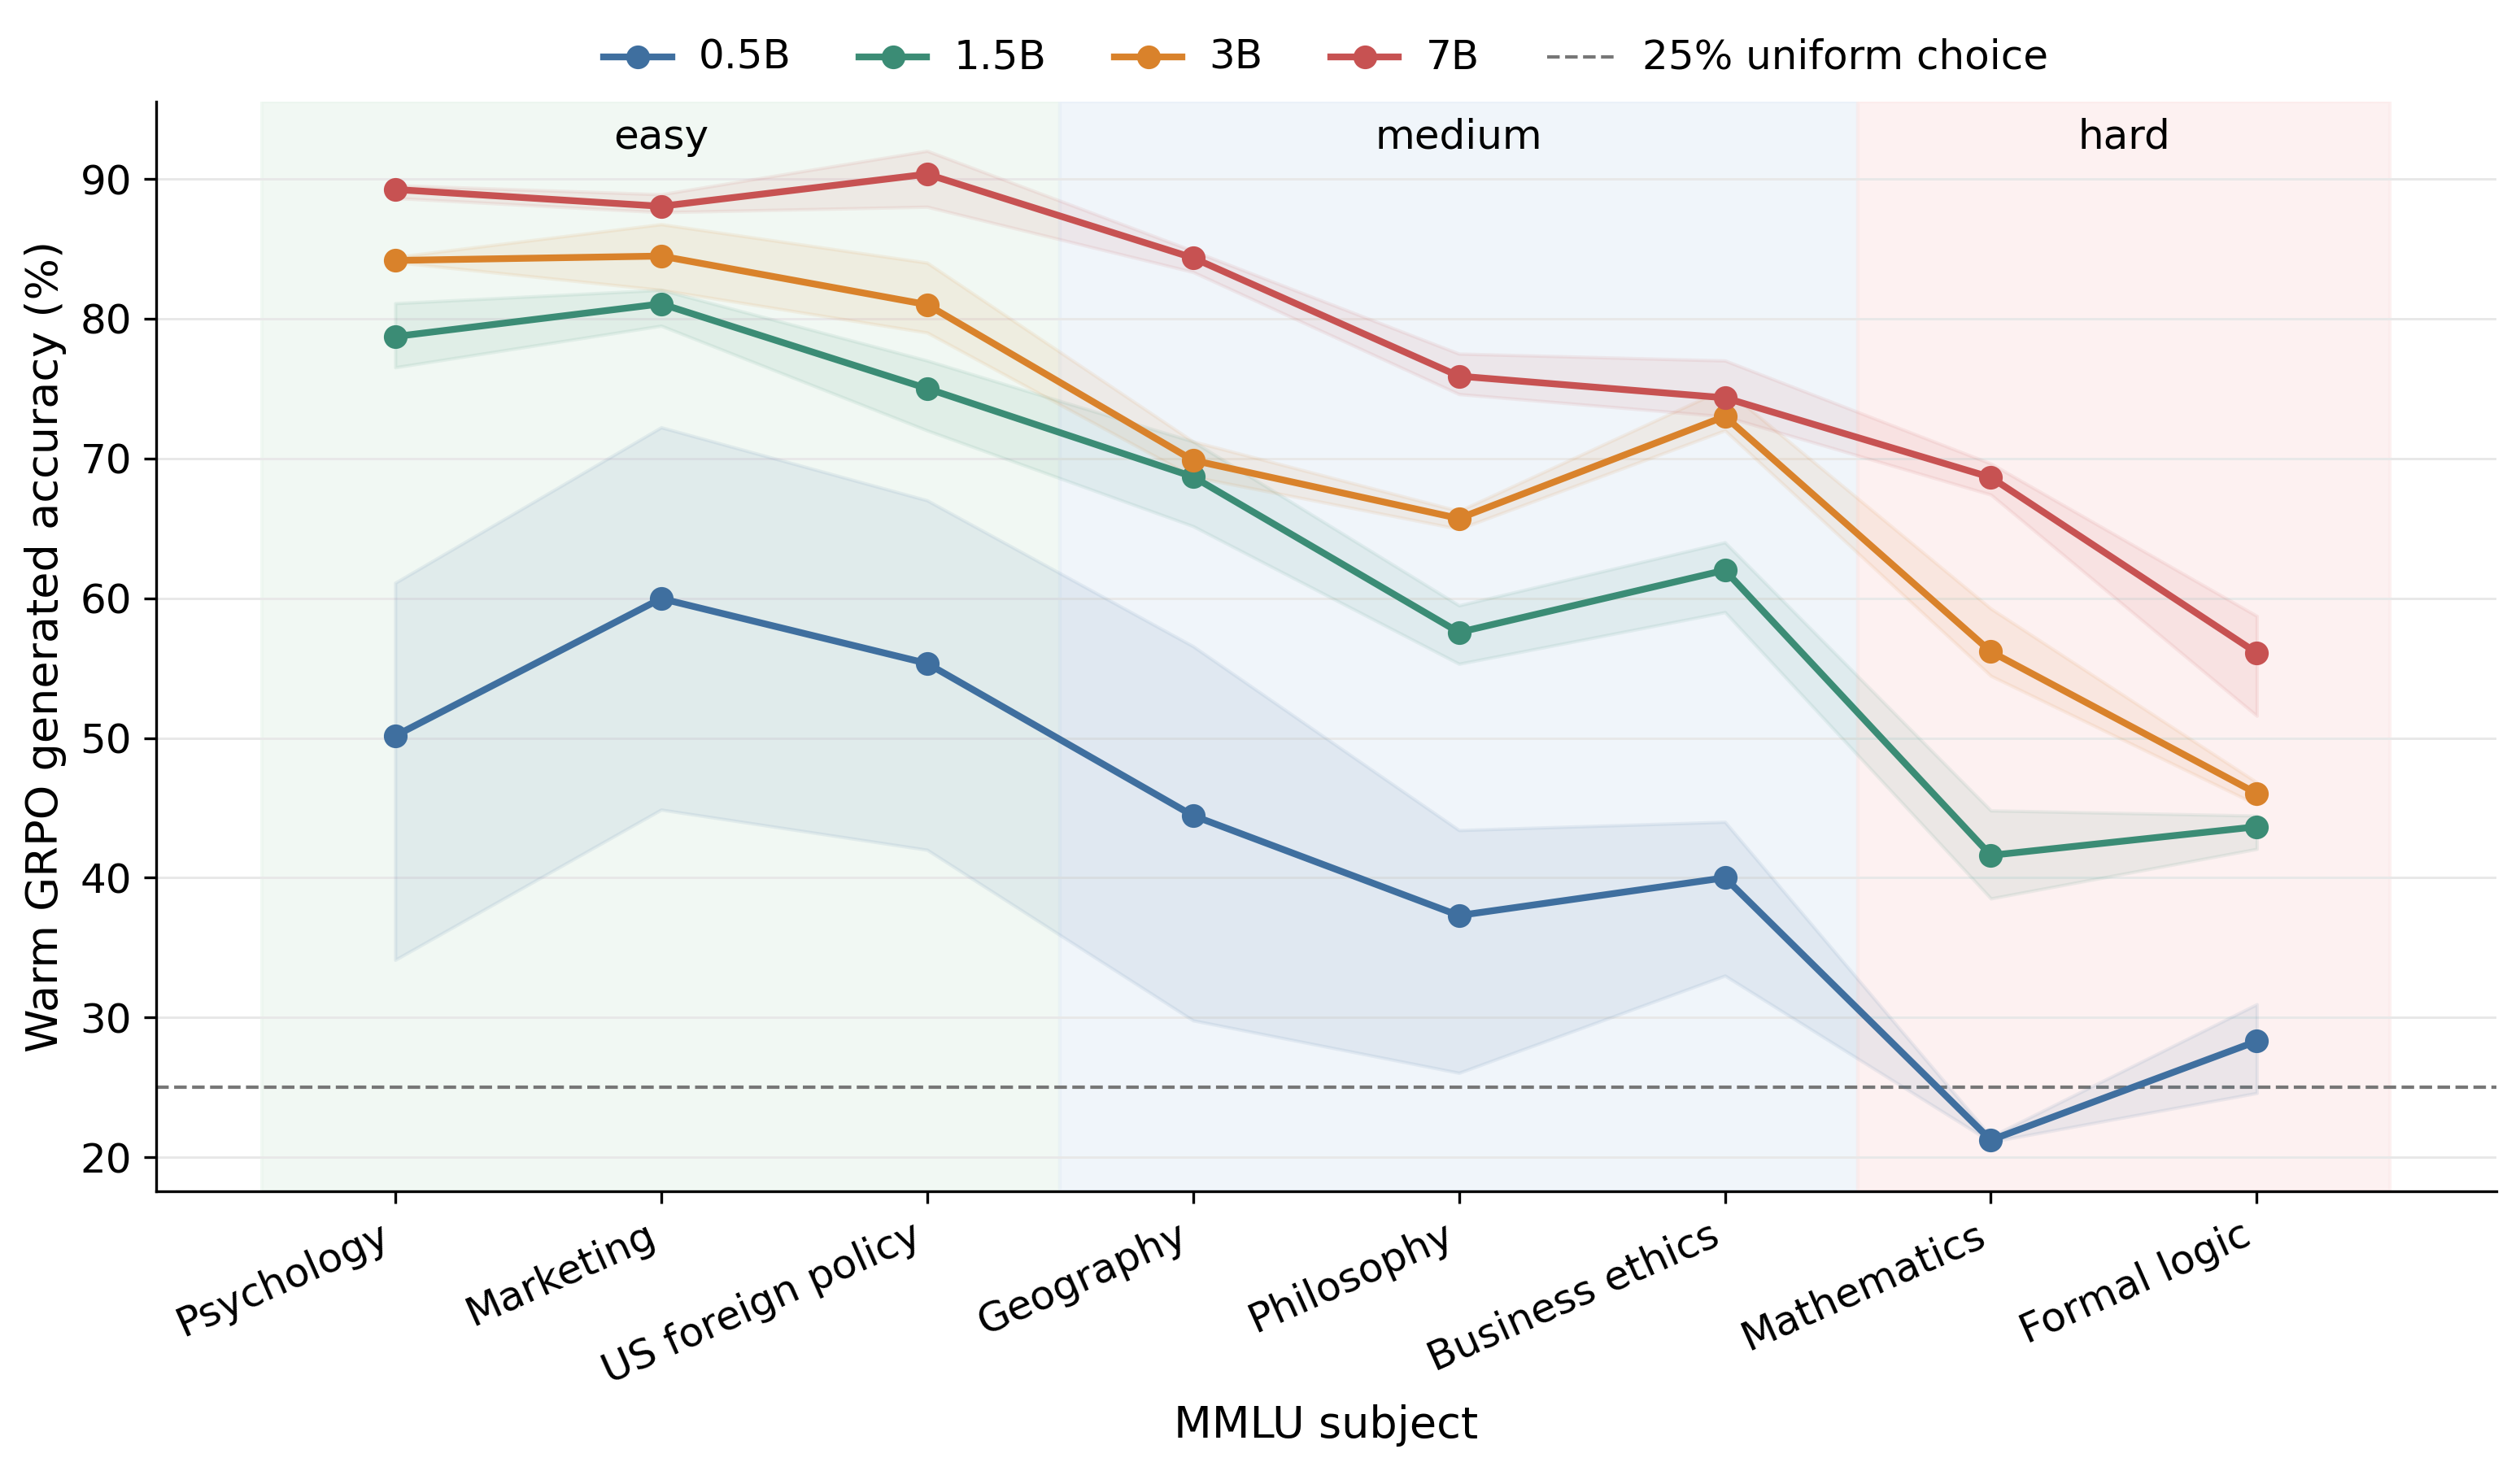 0.5B 1.5B 3B 7B 25% uniform choice
easy medium hard
Warm GRPO generated accuracy (%)
90
80
70
60
50
40
30
20
Psychology
Marketing
US foreign policy
Geography
Philosophy
Business ethics
Mathematics
Formal logic
MMLU subject